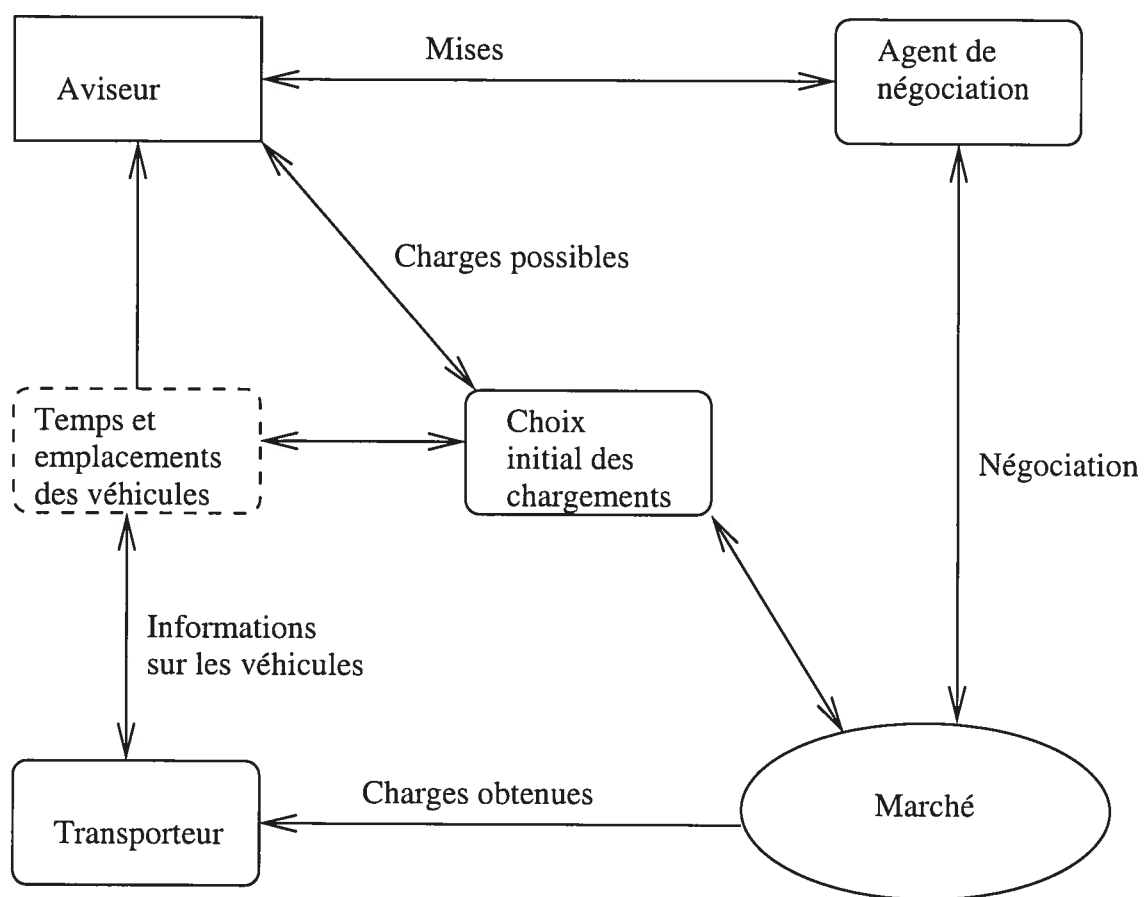 Aviseur
Mises
Agent de
négociation
Charges possibles
Temps et
emplacements
des véhicules
Choix
initial des
chargements
Négociation
Informations
sur les véhicules
Transporteur
Charges obtenues
Marché